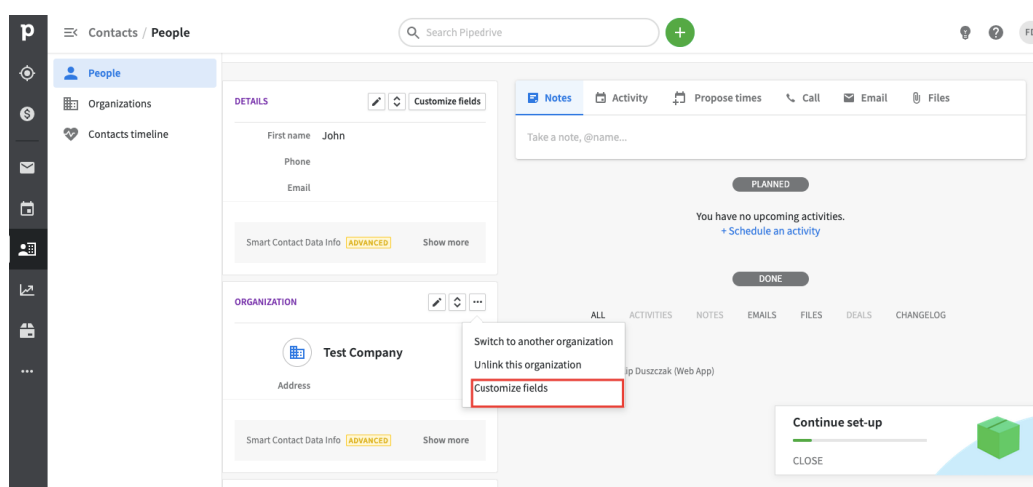 p
Contacts / People
Search Pipedrive
People
Organizations
Contacts timeline
DETAILS
Customize fields
First name John
Phone
Email
Smart Contact Data Info ADVANCED Show more
ORGANIZATION
Test Company
Address
Smart Contact Data Info ADVANCED Show more
Switch to another organization
Unlink this organization
Customize fields
Notes Activity Propose times Call Email Files
Take a note, @name...
PLANNED
You have no upcoming activities.
+ Schedule an activity
DONE
ALL ACTIVITIES NOTES EMAILS FILES DEALS CHANGELOG
Duszczak (Web App)
Continue set-up
CLOSE